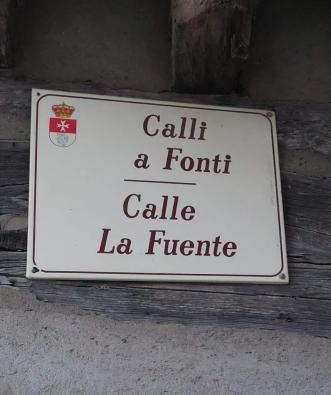 Calli
a Fonti
Calle
La Fuente